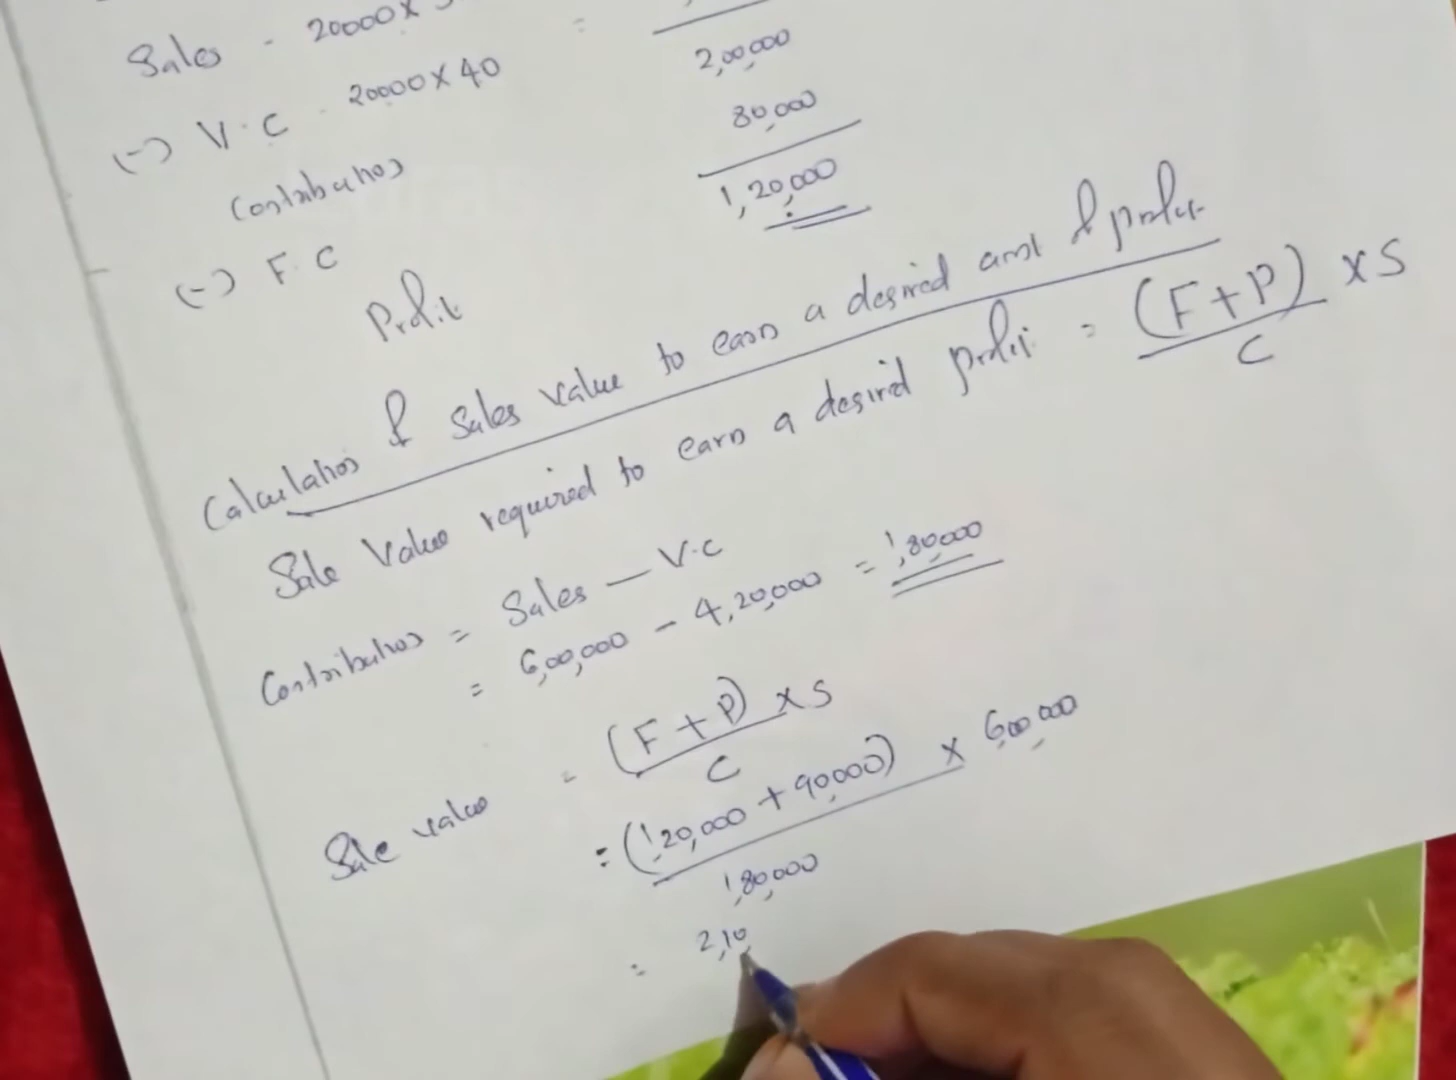 Sales - 20000 X
(-) V.C - 20000 X 40 =
Contribution 2,00,000
(-) F.C 80,000
Profit 1,20,000
Calculation of Sales value to earn a desired amt of profit
Sale Value required to earn a desired profit = (F+P) X S
C
Contribution = Sales — V.C
= 6,00,000 - 4,20,000 = 1,80,000
Sale value = (F+P) X S
C
= (1,20,000 + 90,000) X 6,00,000
1,80,000
= 2,10